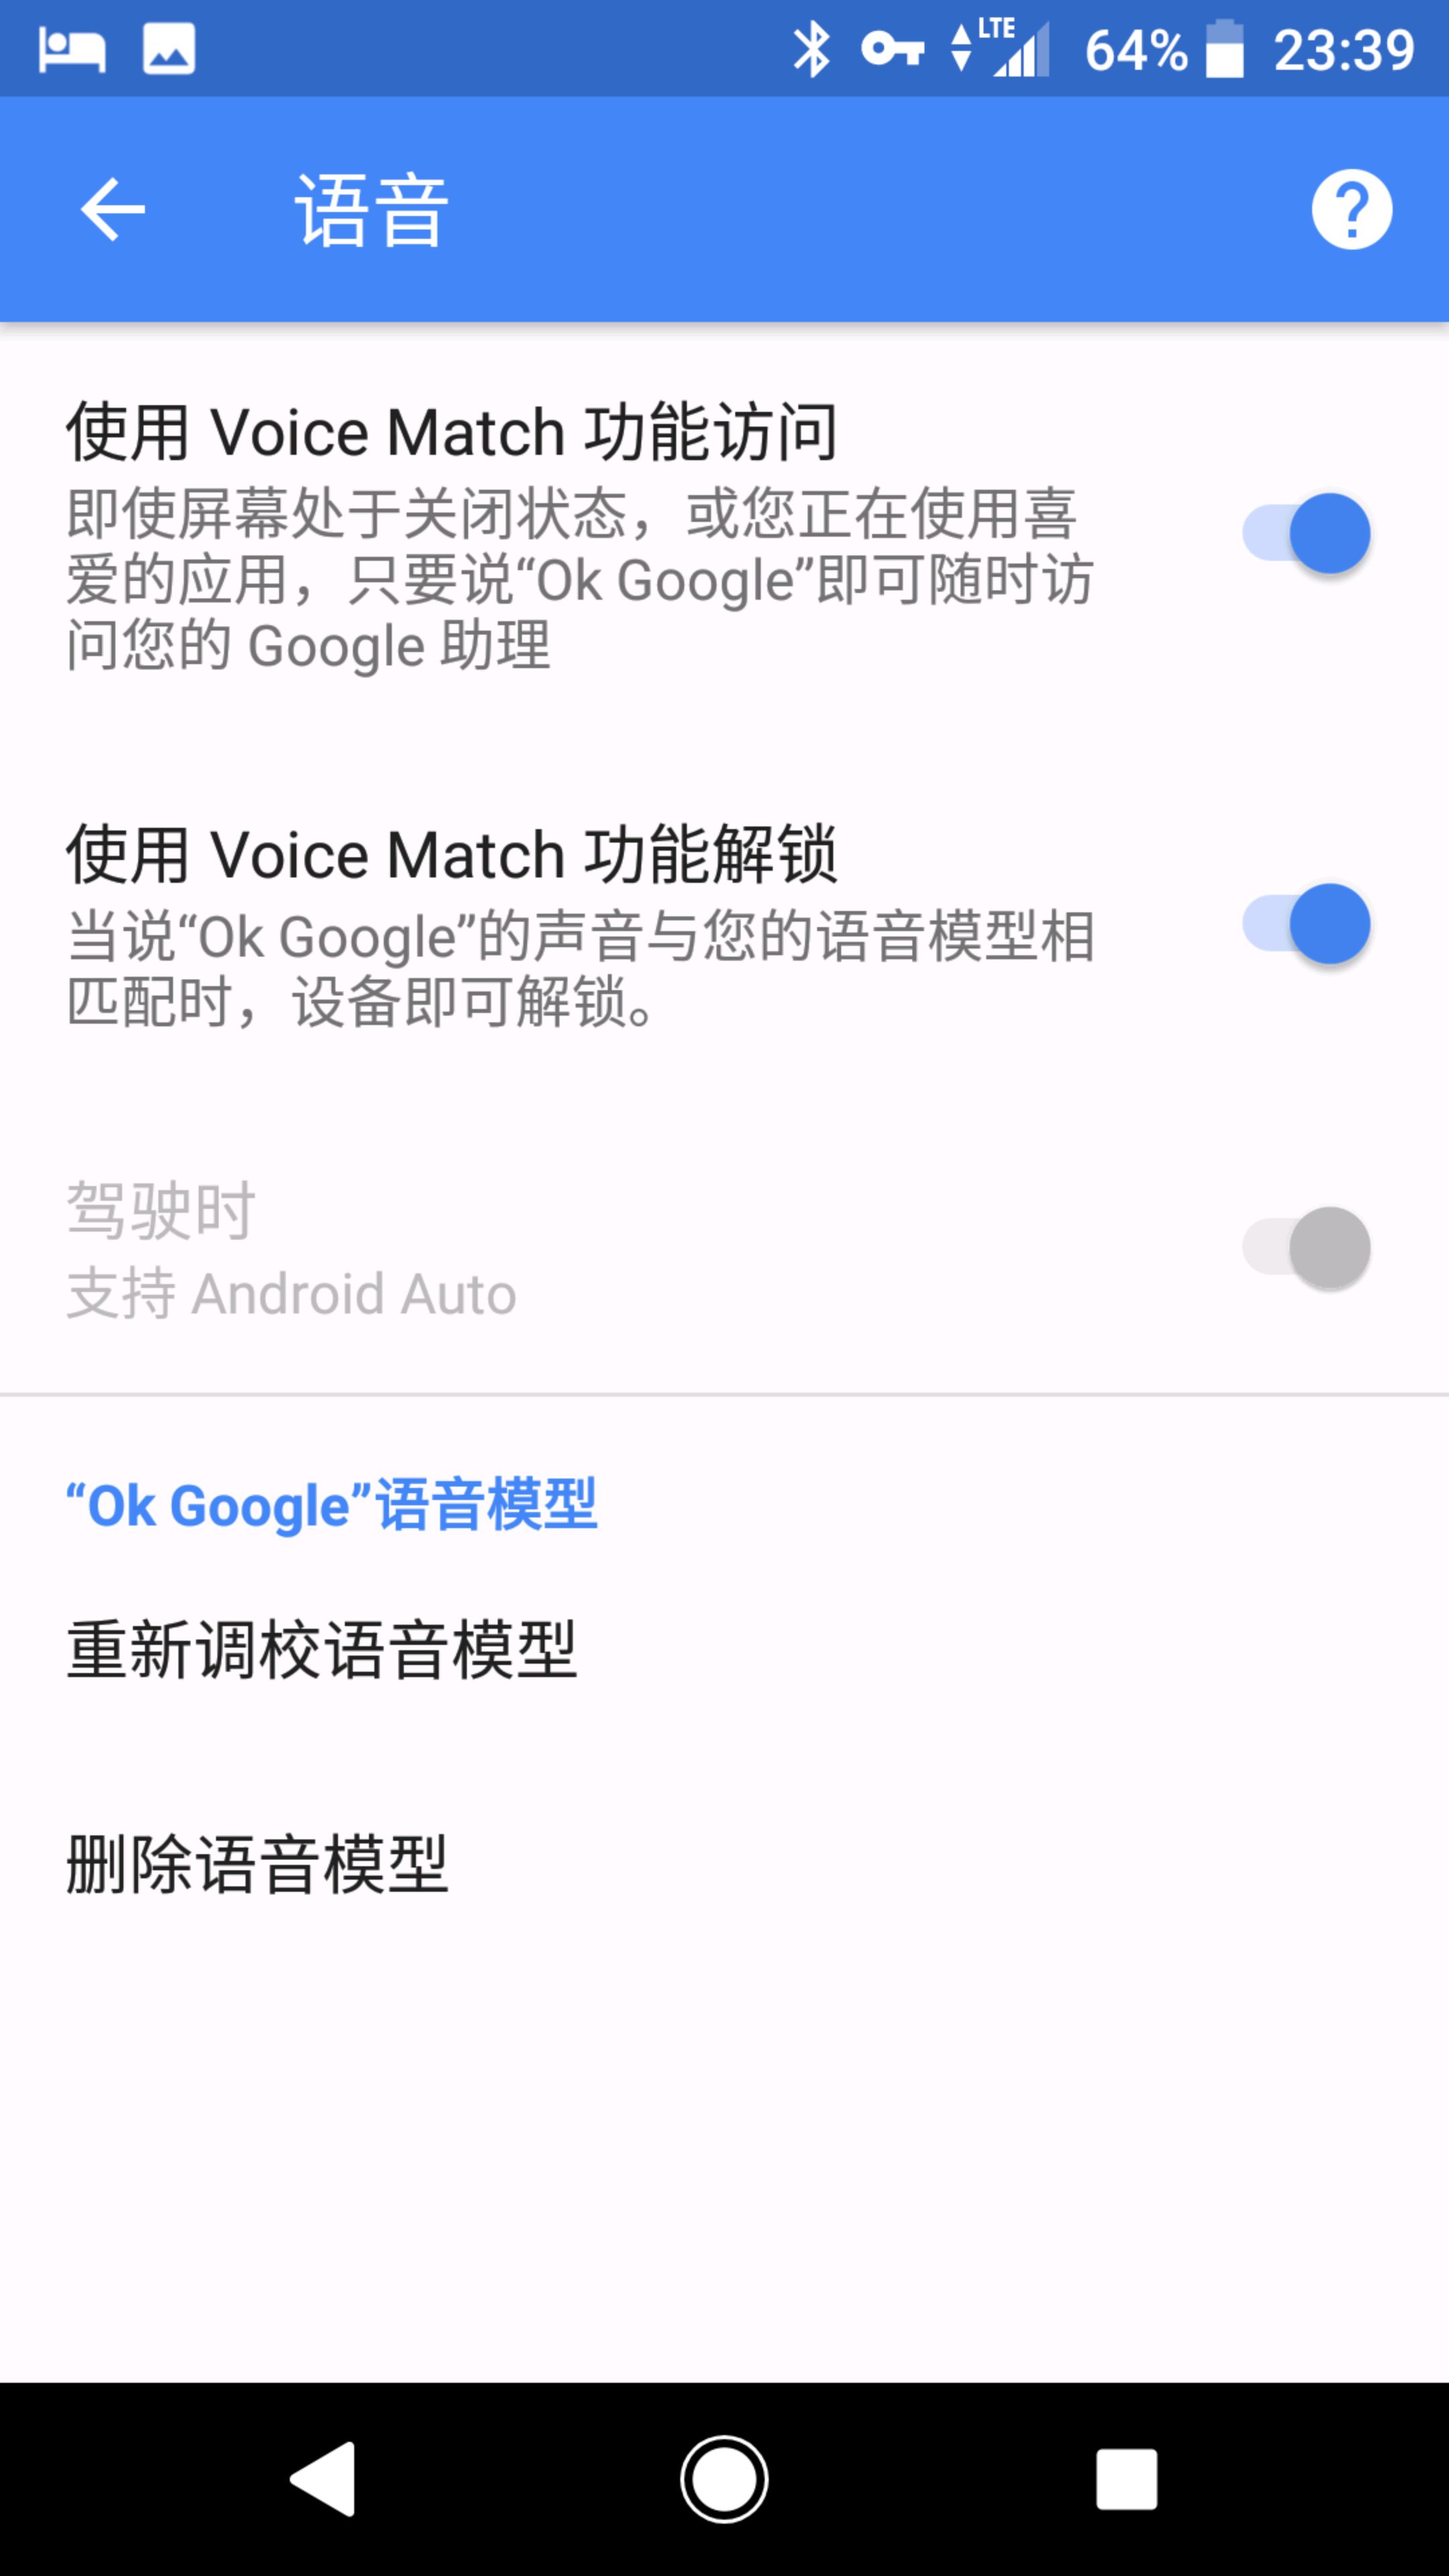 LTE 64% 23:39
语音
使用 Voice Match 功能访问
即使屏幕处于关闭状态，或您正在使用喜
爱的应用，只要说“Ok Google”即可随时访
问您的 Google 助理
使用 Voice Match 功能解锁
当说“Ok Google”的声音与您的语音模型相
匹配时，设备即可解锁。
驾驶时
支持 Android Auto
“Ok Google”语音模型
重新调校语音模型
删除语音模型